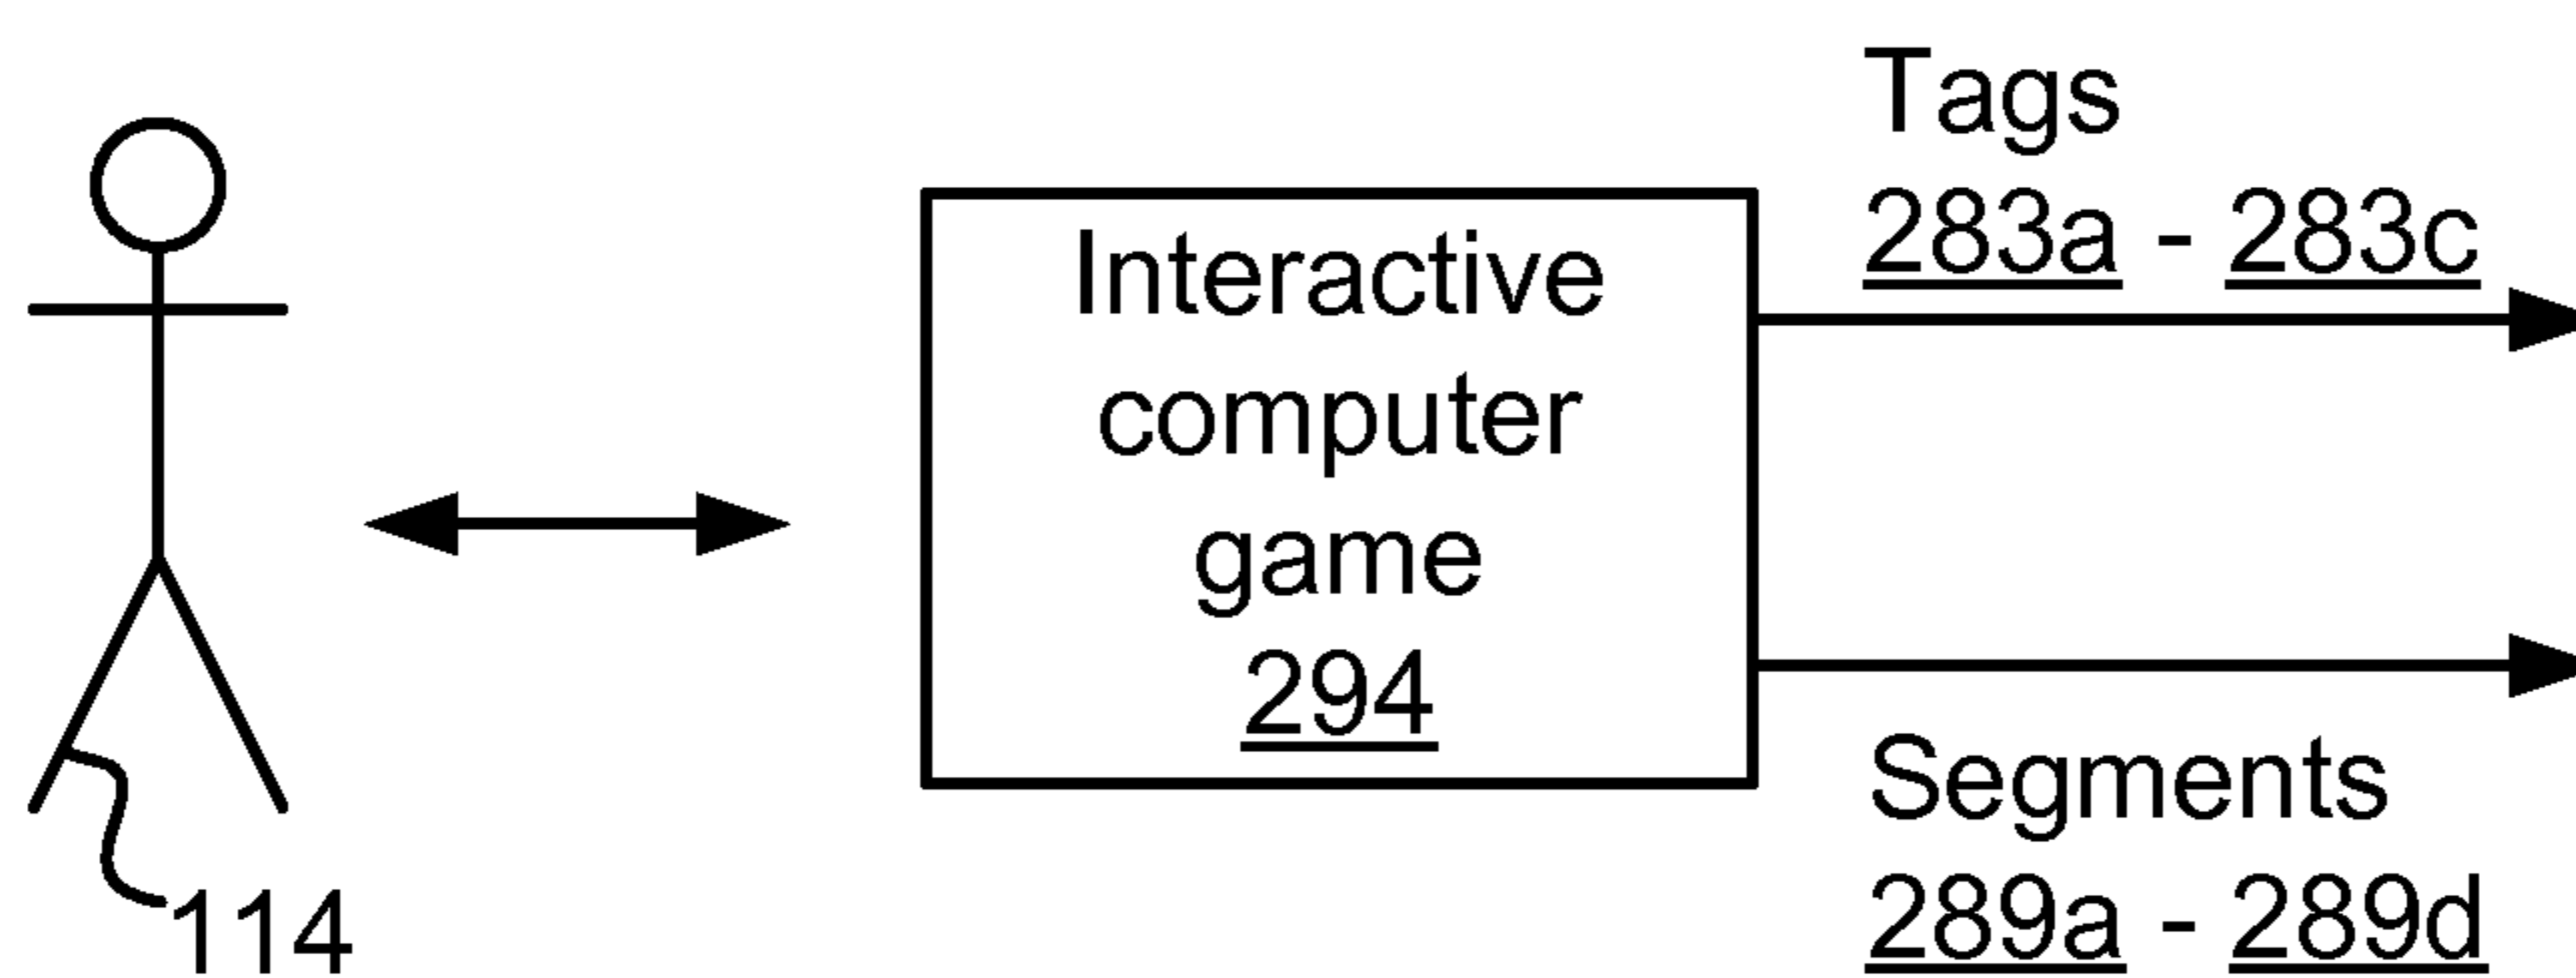 Tags
283a - 283c
Interactive
computer
game
294
Segments
289a - 289d
114